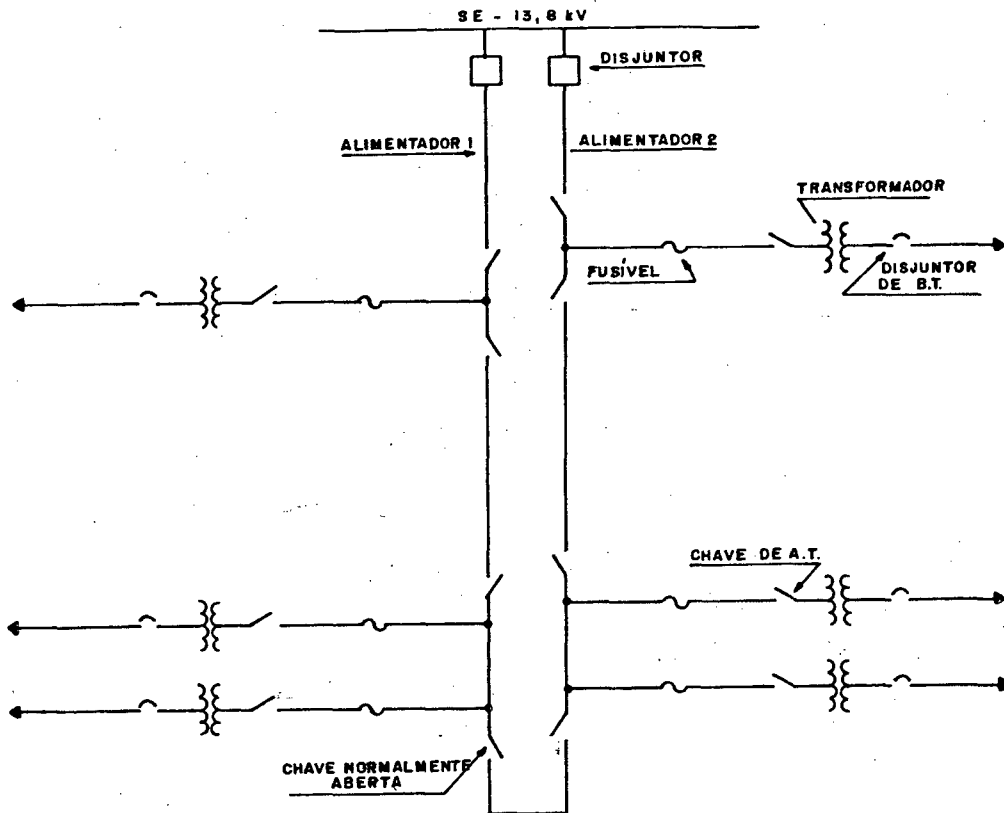 SE - 13,8 kV
DISJUNTOR
ALIMENTADOR 1
ALIMENTADOR 2
TRANSFORMADOR
FUSÍVEL
DISJUNTOR
DE B.T.
CHAVE DE A.T.
CHAVE NORMALMENTE
ABERTA